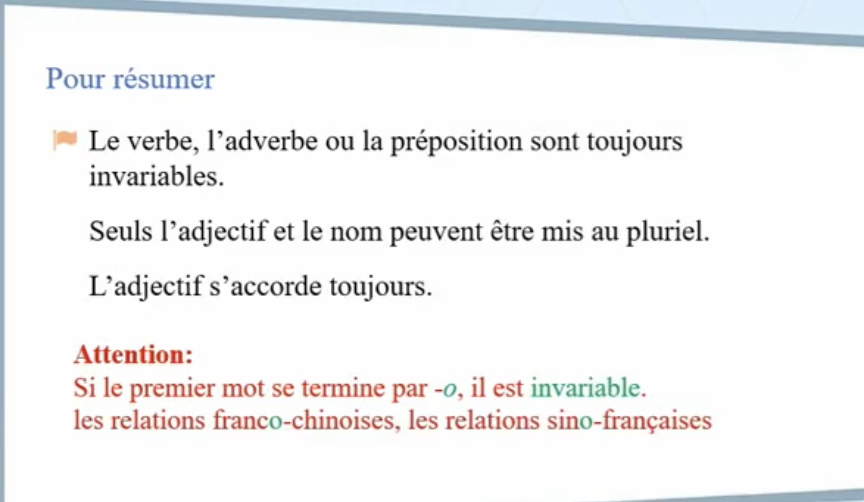 Pour résumer
Le verbe, l’adverbe ou la préposition sont toujours
invariables.
Seuls l’adjectif et le nom peuvent être mis au pluriel.
L’adjectif s’accorde toujours.
Attention:
Si le premier mot se termine par -o, il est invariable.
les relations franco-chinoises, les relations sino-françaises